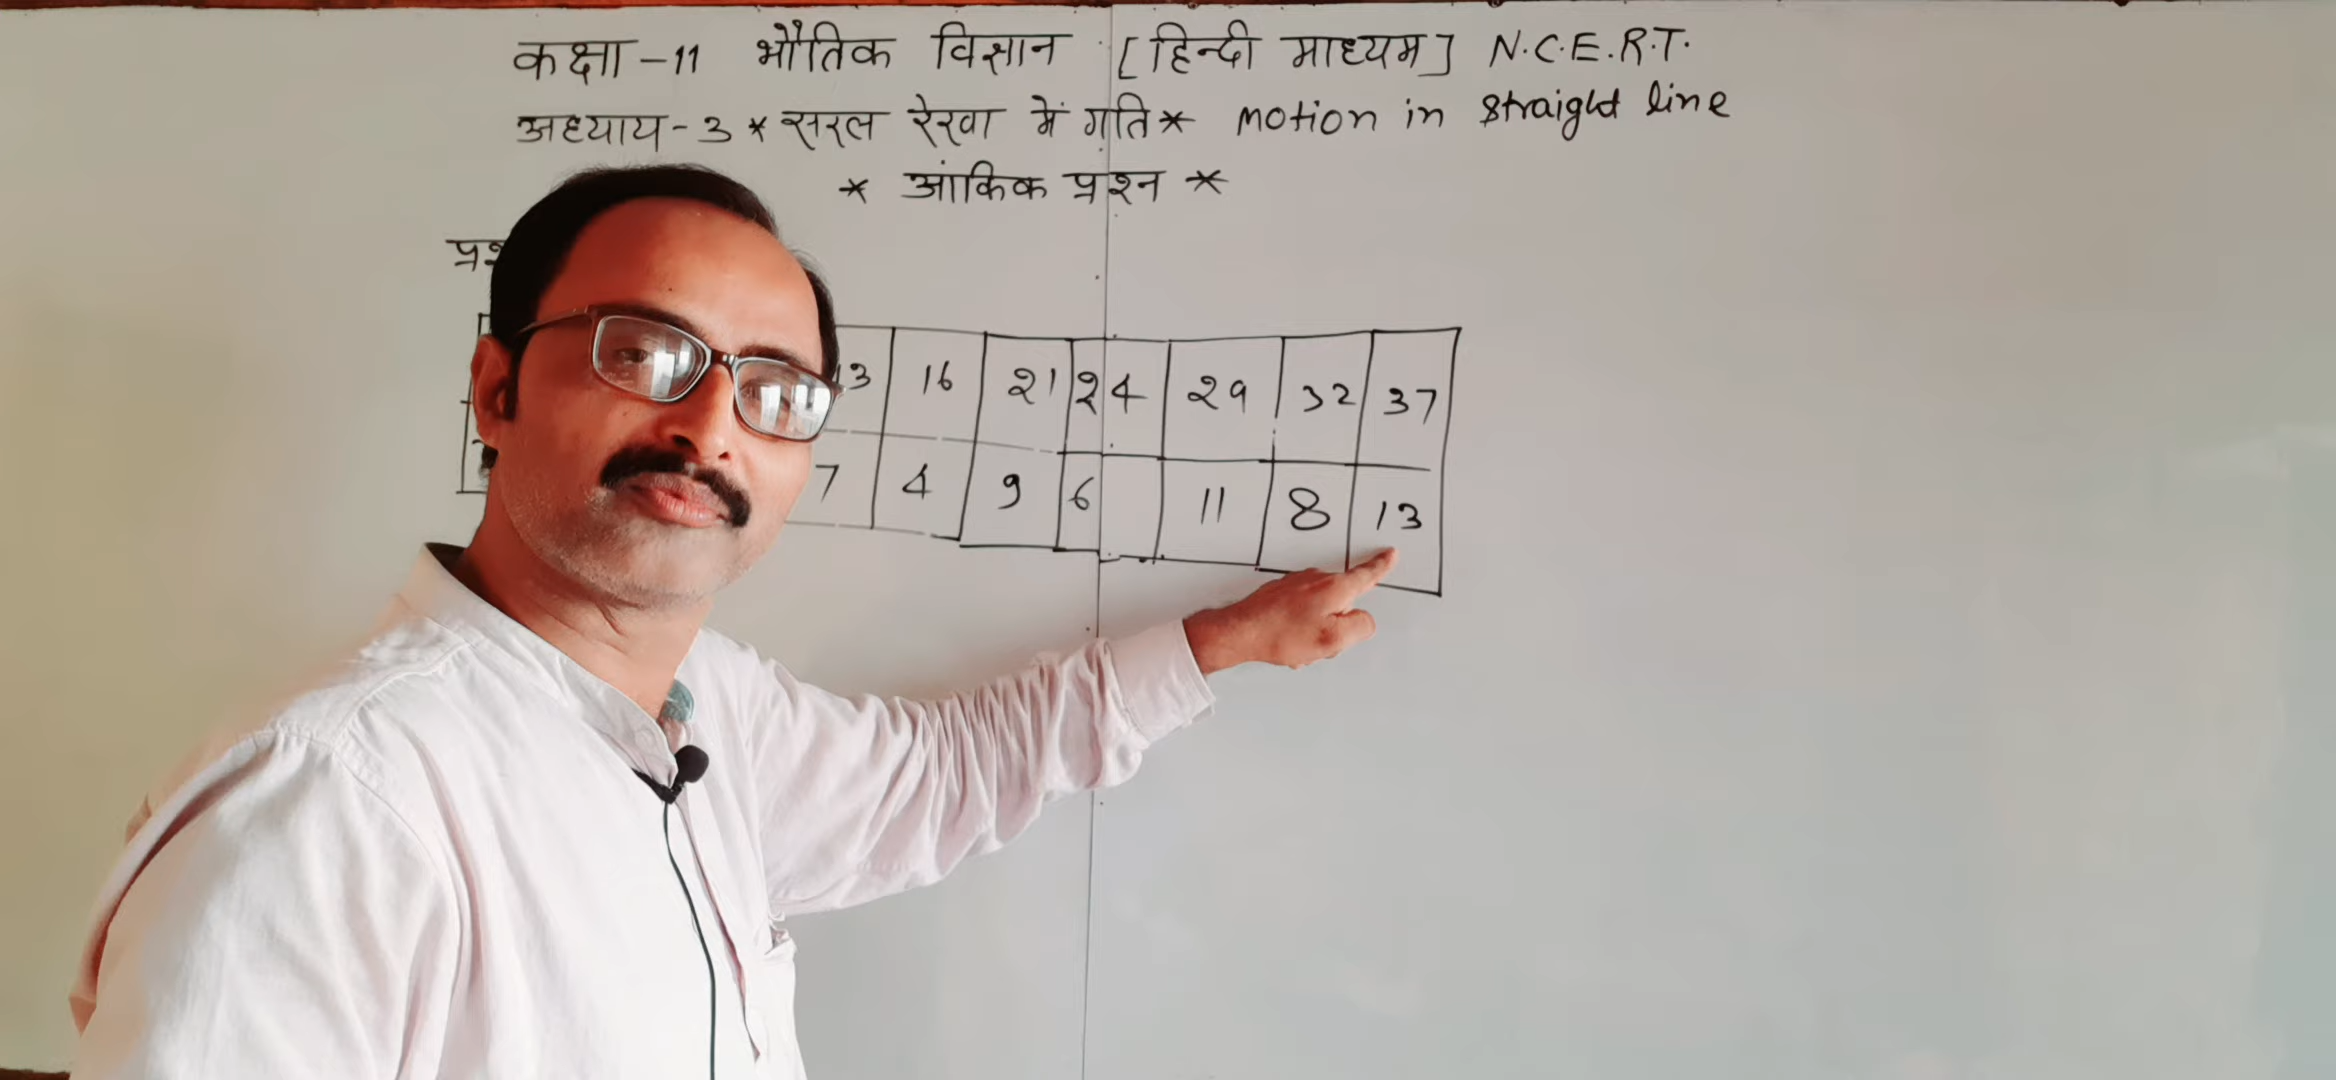 कक्षा -11 भौतिक विज्ञान [हिन्दी माध्यम] N.C.E.R.T.
अध्याय - 3 * सरल रेखा में गति * motion in straight line
* आंकिक प्रश्न *
13 16 21 24 29 32 37
7 4 9 6 11 8 13